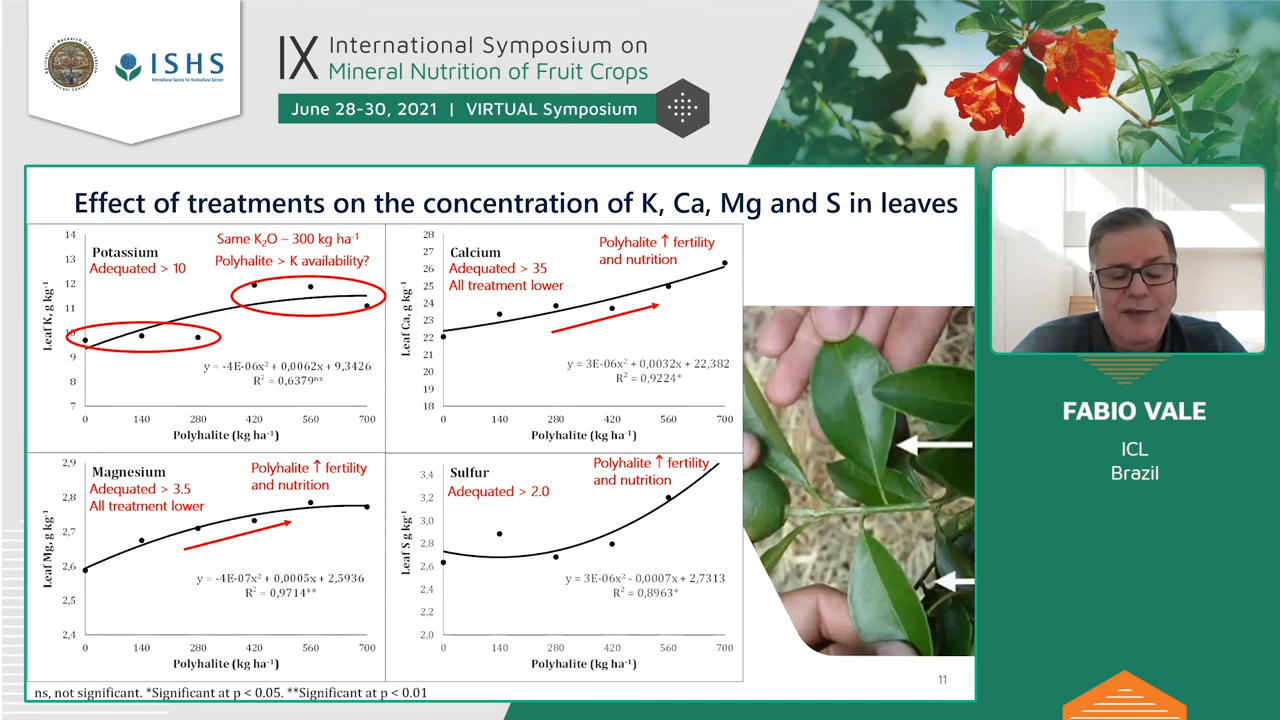 ISHS
International Society for Horticultural Science
IX International Symposium on
Mineral Nutrition of Fruit Crops
June 28-30, 2021 | VIRTUAL Symposium
Effect of treatments on the concentration of K, Ca, Mg and S in leaves
Potassium
Adequated > 10
Same K₂O – 300 kg ha⁻¹
Polyhalite > K availability?
Leaf K, g kg⁻¹
14
13
12
11
10
9
8
7
y = -4E-06x² + 0,0062x + 9,3426
R² = 0,6379ⁿˢ
0 140 280 420 560 700
Polyhalite (kg ha⁻¹)
Calcium
Adequated > 35
All treatment lower
Polyhalite ↑ fertility
and nutrition
Leaf Ca, g kg⁻¹
28
27
26
25
24
23
22
21
20
19
18
y = 3E-06x² + 0,0032x + 22,382
R² = 0,9224*
0 140 280 420 560 700
Polyhalite (kg ha⁻¹)
Magnesium
Adequated > 3.5
All treatment lower
Polyhalite ↑ fertility
and nutrition
Leaf Mg, g kg⁻¹
2,9
2,8
2,7
2,6
2,5
2,4
y = -4E-07x² + 0,0005x + 2,5936
R² = 0,9714**
0 140 280 420 560 700
Polyhalite (kg ha⁻¹)
Sulfur
Adequated > 2.0
Polyhalite ↑ fertility
and nutrition
Leaf S g kg⁻¹
3,4
3,2
3,0
2,8
2,6
2,4
2,2
2,0
y = 3E-06x² - 0,0007x + 2,7313
R² = 0,8963*
0 140 280 420 560 700
Polyhalite (kg ha⁻¹)
ns, not significant. *Significant at p < 0.05. **Significant at p < 0.01
11
FABIO VALE
ICL
Brazil